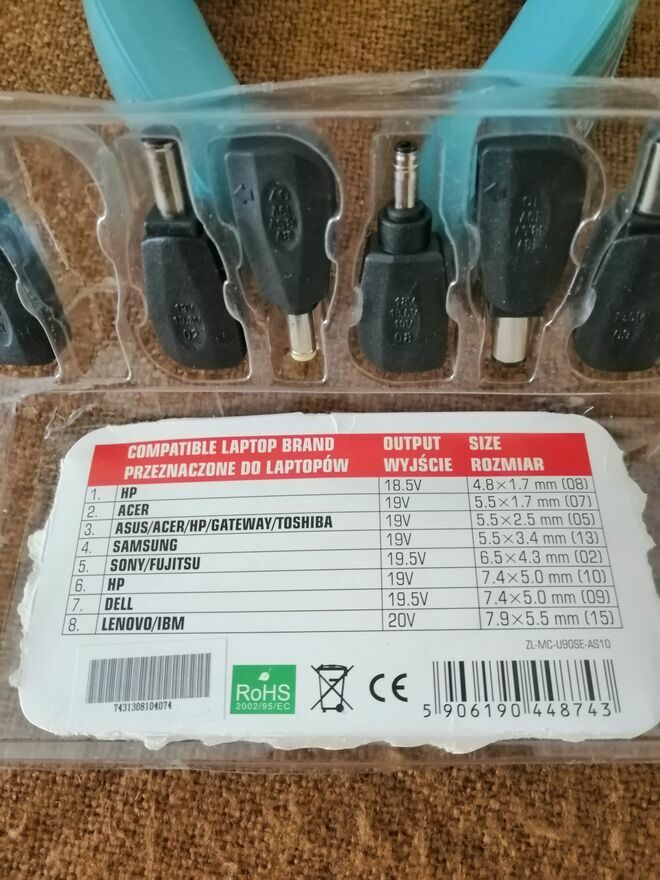 18V
18.5V
19V
08
02
COMPATIBLE LAPTOP BRAND OUTPUT SIZE
PRZEZNACZONE DO LAPTOPÓW WYJŚCIE ROZMIAR
1. HP 18.5V 4.8×1.7 mm (08)
2. ACER 19V 5.5×1.7 mm (07)
3. ASUS/ACER/HP/GATEWAY/TOSHIBA 19V 5.5×2.5 mm (05)
4. SAMSUNG 19V 5.5×3.4 mm (13)
5. SONY/FUJITSU 19.5V 6.5×4.3 mm (02)
6. HP 19V 7.4×5.0 mm (10)
7. DELL 19.5V 7.4×5.0 mm (09)
8. LENOVO/IBM 20V 7.9×5.5 mm (15)
ZL-MC-U90SE-AS10
7431308104074
RoHS
2002/95/EC
CE
5 906190 448743